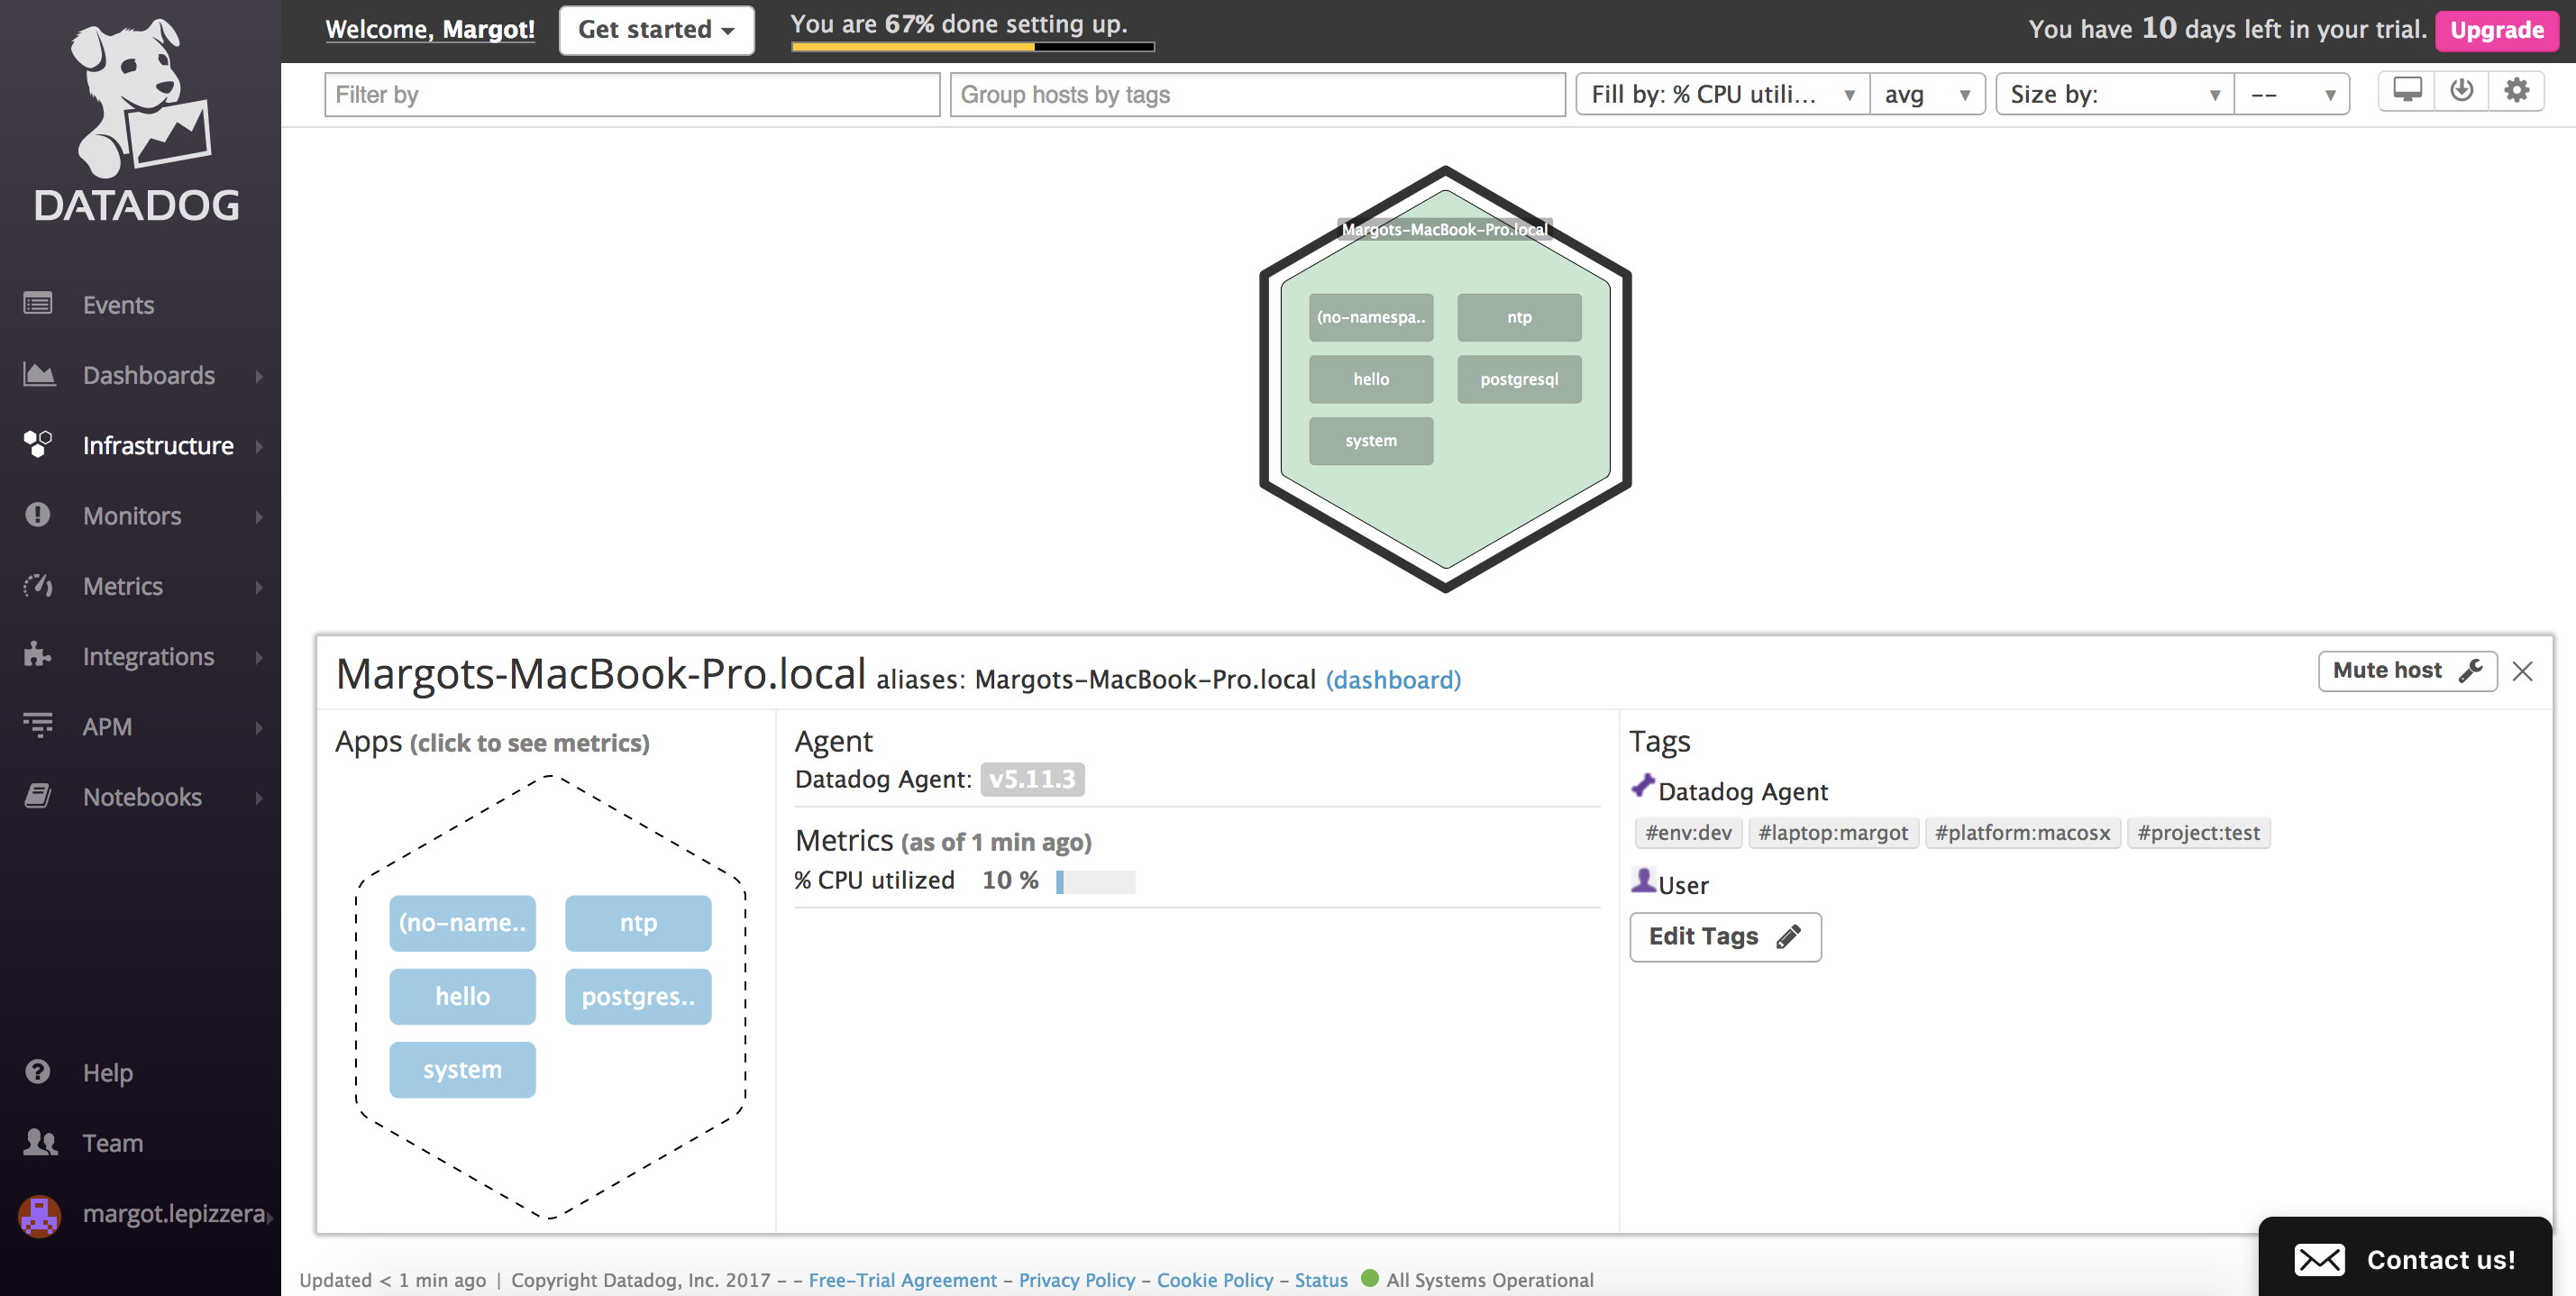 DATADOG
Events
Dashboards
Infrastructure
Monitors
Metrics
Integrations
APM
Notebooks
Help
Team
margot.lepizzera
Welcome, Margot!
Get started
You are 67% done setting up.
You have 10 days left in your trial.
Upgrade
Filter by
Group hosts by tags
Fill by: % CPU utili...
avg
Size by:
--
Margots-MacBook-Pro.local
(no-namespa..
ntp
hello
postgresql
system
Margots-MacBook-Pro.local aliases: Margots-MacBook-Pro.local (dashboard)
Mute host
Apps (click to see metrics)
(no-name..
ntp
hello
postgres..
system
Agent
Datadog Agent: v5.11.3
Metrics (as of 1 min ago)
% CPU utilized 10 %
Tags
Datadog Agent
#env:dev #laptop:margot #platform:macosx #project:test
User
Edit Tags
Updated < 1 min ago | Copyright Datadog, Inc. 2017 - - Free-Trial Agreement - Privacy Policy - Cookie Policy - Status All Systems Operational
Contact us!